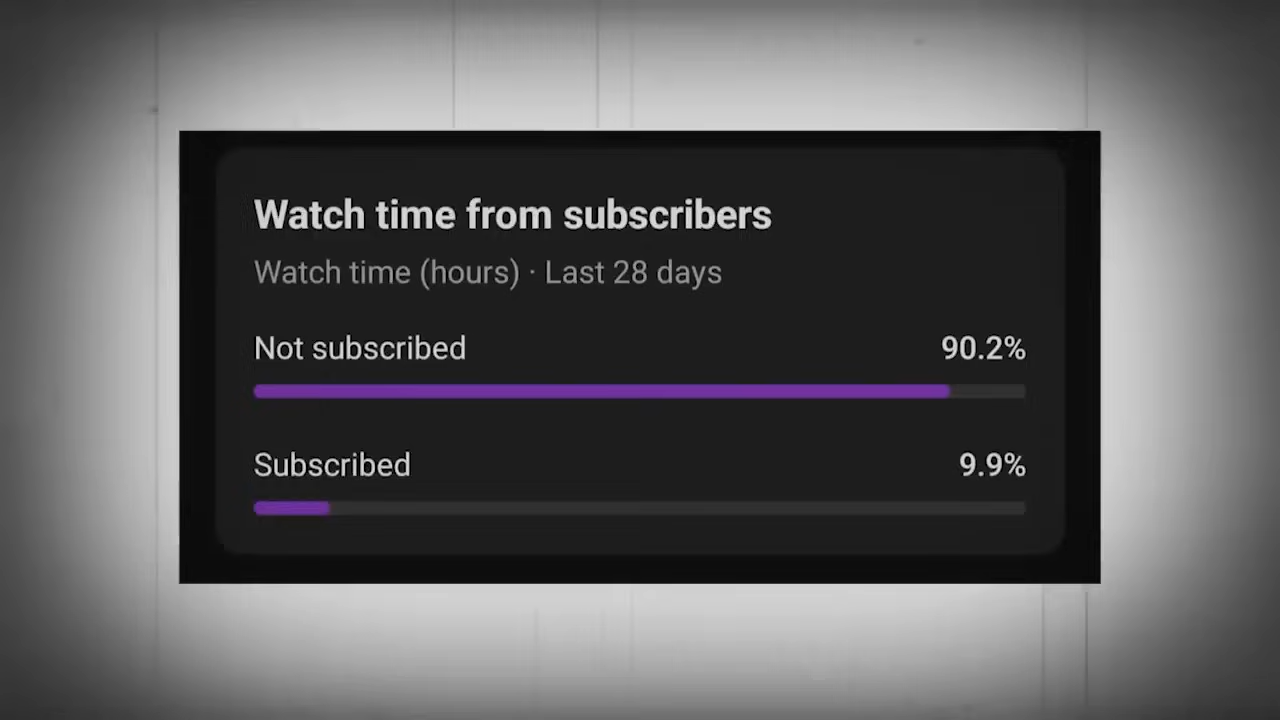 Watch time from subscribers
Watch time (hours) · Last 28 days
Not subscribed 90.2%
Subscribed 9.9%